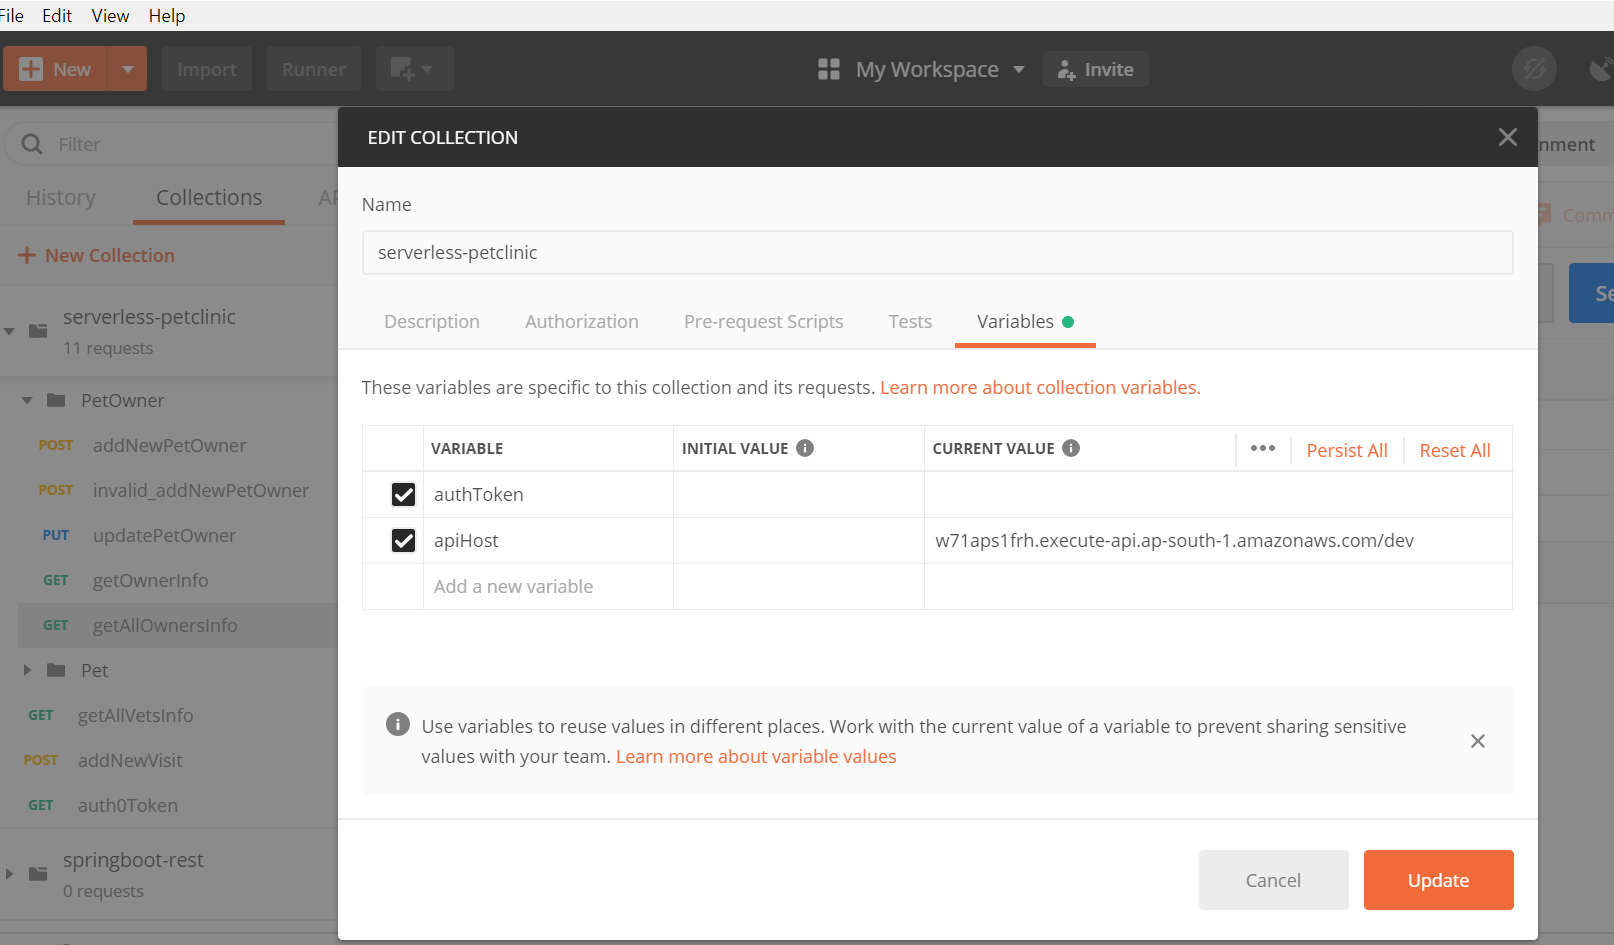 File Edit View Help
New Import Runner My Workspace Invite
Filter
History Collections AP
New Collection
serverless-petclinic
11 requests
PetOwner
POST addNewPetOwner
POST invalid_addNewPetOwner
PUT updatePetOwner
GET getOwnerInfo
GET getAllOwnersInfo
Pet
GET getAllVetsInfo
POST addNewVisit
GET auth0Token
springboot-rest
0 requests
EDIT COLLECTION
Name
serverless-petclinic
Description Authorization Pre-request Scripts Tests Variables
These variables are specific to this collection and its requests. Learn more about collection variables.
VARIABLE INITIAL VALUE CURRENT VALUE ••• Persist All Reset All
authToken
apiHost w71aps1frh.execute-api.ap-south-1.amazonaws.com/dev
Add a new variable
Use variables to reuse values in different places. Work with the current value of a variable to prevent sharing sensitive
values with your team. Learn more about variable values
Cancel Update
nment
Comm
Se